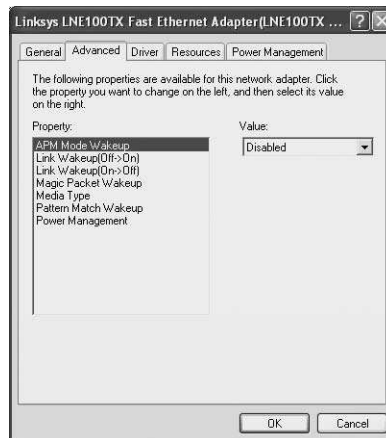 Linksys LNE100TX Fast Ethernet Adapter(LNE100TX ...
General Advanced Driver Resources Power Management
The following properties are available for this network adapter. Click
the property you want to change on the left, and then select its value
on the right.
Property:
Value:
APM Mode Wakeup
Disabled
Link Wakeup(Off->On)
Link Wakeup(On->Off)
Magic Packet Wakeup
Media Type
Pattern Match Wakeup
Power Management
OK Cancel